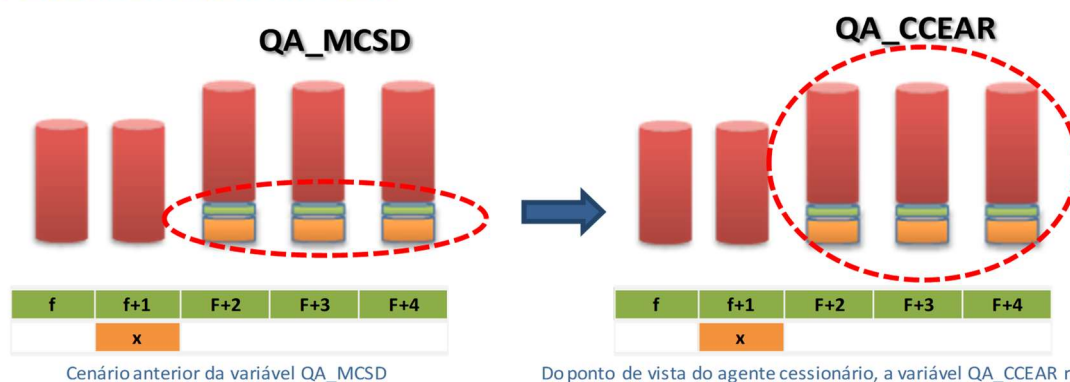 QA_MCSD
f f+1 F+2 F+3 F+4
x
Cenário anterior da variável QA_MCSD
QA_CCEAR
f f+1 F+2 F+3 F+4
x
Do ponto de vista do agente cessionário, a variável QA_CCEAR